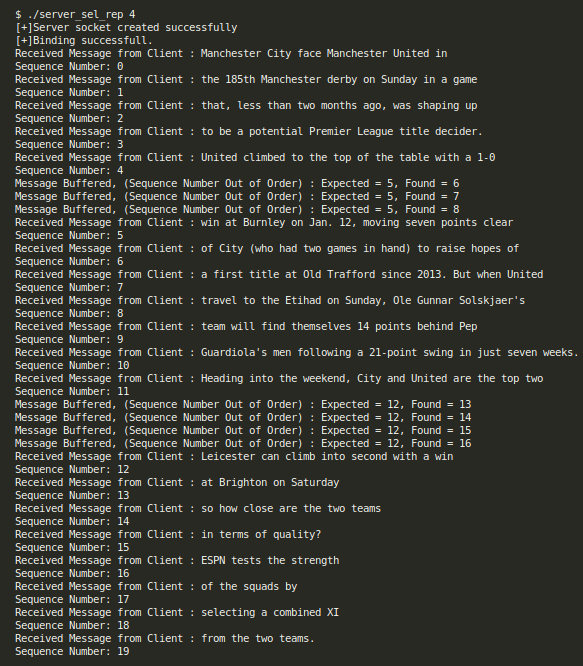 $ ./server_sel_rep 4
[+]Server socket created successfully
[+]Binding successfull.
Received Message from Client : Manchester City face Manchester United in
Sequence Number: 0
Received Message from Client : the 185th Manchester derby on Sunday in a game
Sequence Number: 1
Received Message from Client : that, less than two months ago, was shaping up
Sequence Number: 2
Received Message from Client : to be a potential Premier League title decider.
Sequence Number: 3
Received Message from Client : United climbed to the top of the table with a 1-0
Sequence Number: 4
Message Buffered, (Sequence Number Out of Order) : Expected = 5, Found = 6
Message Buffered, (Sequence Number Out of Order) : Expected = 5, Found = 7
Message Buffered, (Sequence Number Out of Order) : Expected = 5, Found = 8
Received Message from Client : win at Burnley on Jan. 12, moving seven points clear
Sequence Number: 5
Received Message from Client : of City (who had two games in hand) to raise hopes of
Sequence Number: 6
Received Message from Client : a first title at Old Trafford since 2013. But when United
Sequence Number: 7
Received Message from Client : travel to the Etihad on Sunday, Ole Gunnar Solskjaer's
Sequence Number: 8
Received Message from Client : team will find themselves 14 points behind Pep
Sequence Number: 9
Received Message from Client : Guardiola's men following a 21-point swing in just seven weeks.
Sequence Number: 10
Received Message from Client : Heading into the weekend, City and United are the top two
Sequence Number: 11
Message Buffered, (Sequence Number Out of Order) : Expected = 12, Found = 13
Message Buffered, (Sequence Number Out of Order) : Expected = 12, Found = 14
Message Buffered, (Sequence Number Out of Order) : Expected = 12, Found = 15
Message Buffered, (Sequence Number Out of Order) : Expected = 12, Found = 16
Received Message from Client : Leicester can climb into second with a win
Sequence Number: 12
Received Message from Client : at Brighton on Saturday
Sequence Number: 13
Received Message from Client : so how close are the two teams
Sequence Number: 14
Received Message from Client : in terms of quality?
Sequence Number: 15
Received Message from Client : ESPN tests the strength
Sequence Number: 16
Received Message from Client : of the squads by
Sequence Number: 17
Received Message from Client : selecting a combined XI
Sequence Number: 18
Received Message from Client : from the two teams.
Sequence Number: 19